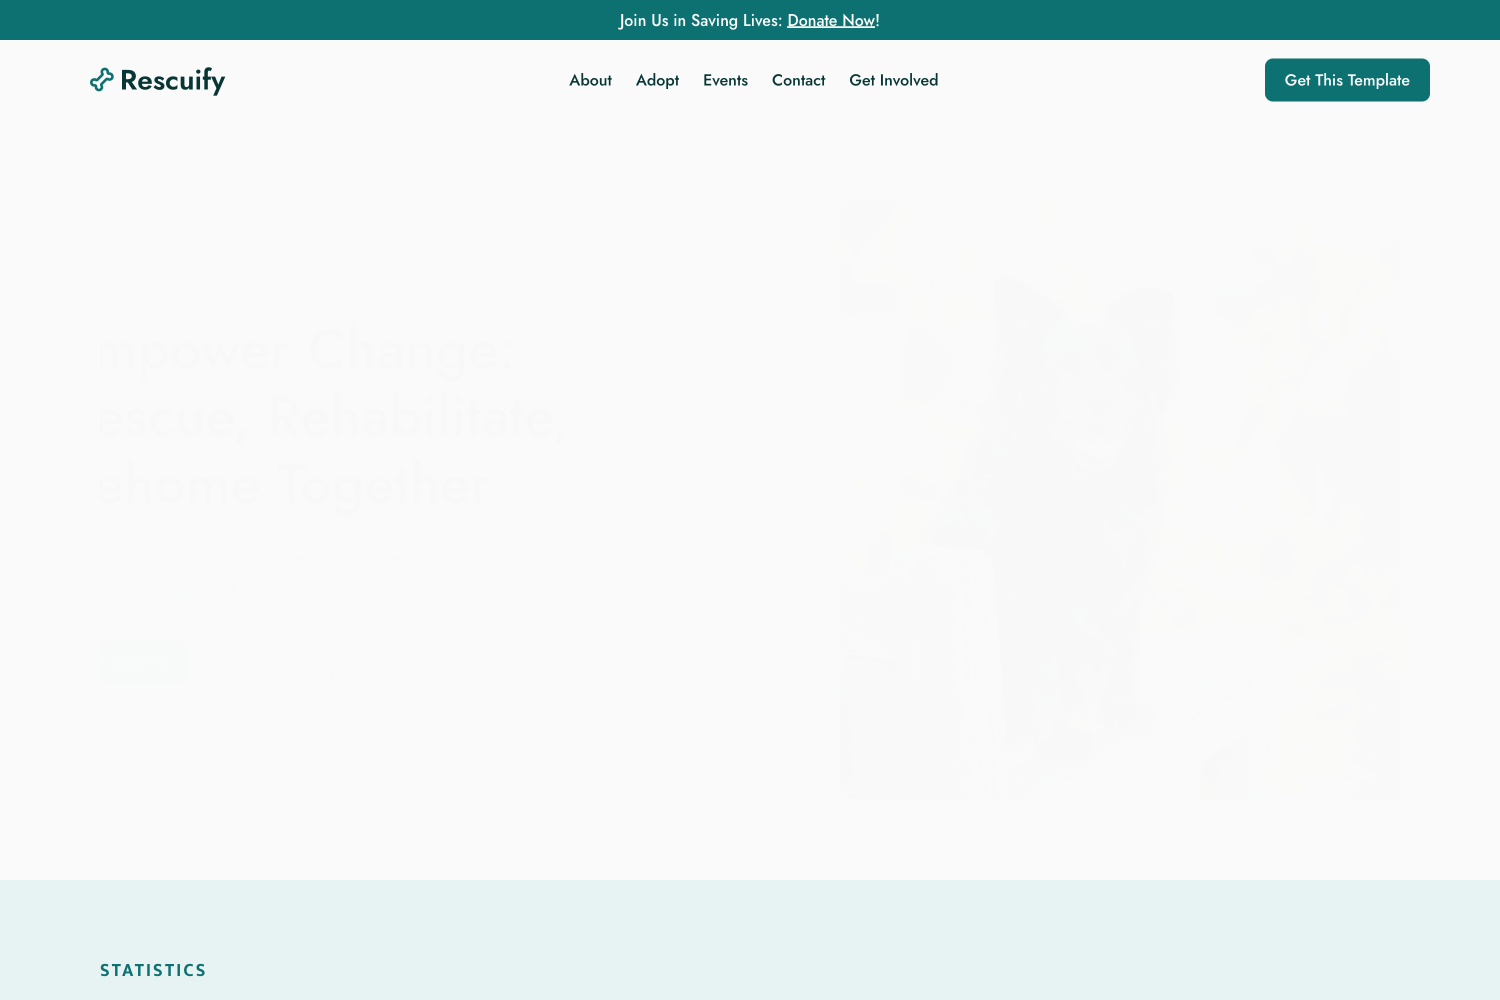 Join Us in Saving Lives: Donate Now!
Rescuify
About
Adopt
Events
Contact
Get Involved
Get This Template
mpower Change:
escue, Rehabilitate,
ehome Together
STATISTICS